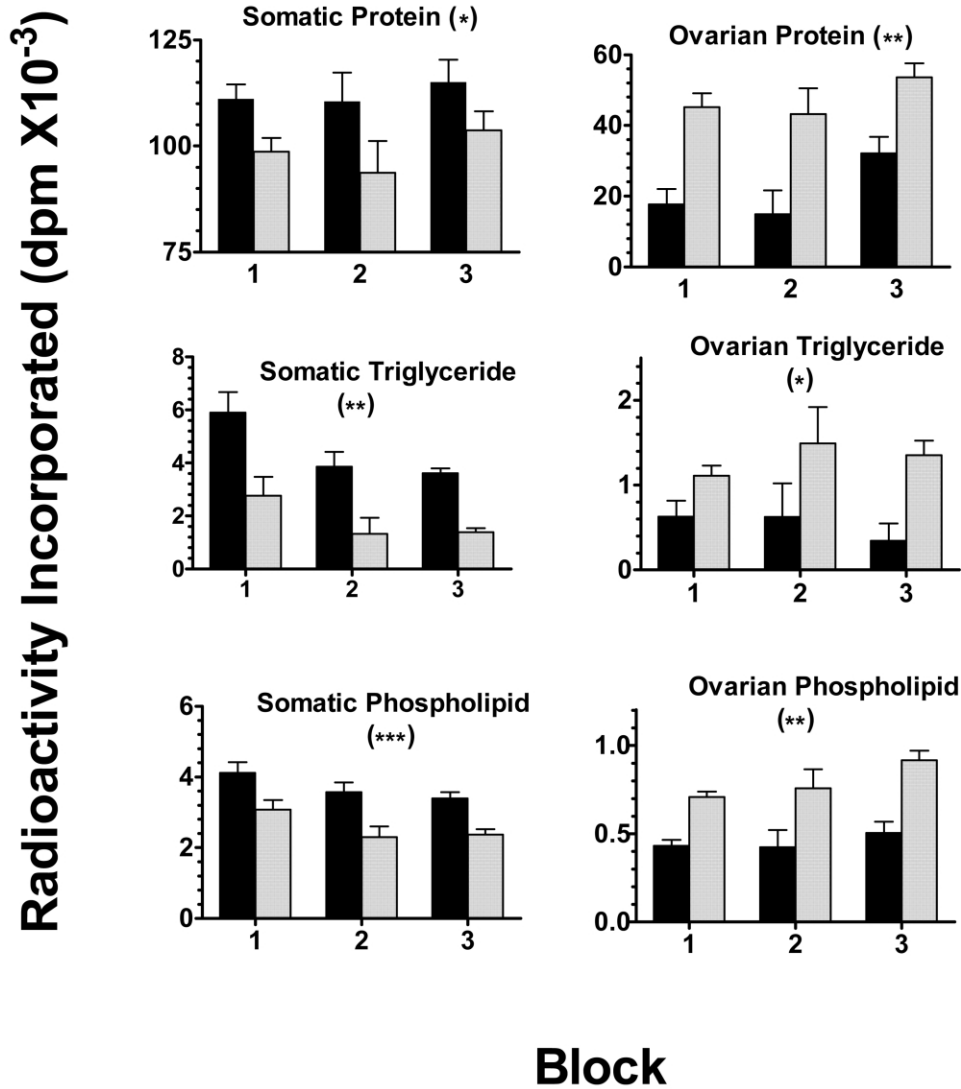 Radioactivity Incorporated (dpm X10-3)
Somatic Protein (*)
125
100
75
1 2 3
Ovarian Protein (**)
60
40
20
0
1 2 3
Somatic Triglyceride
(**)
8
6
4
2
0
1 2 3
Ovarian Triglyceride
(*)
2
1
0
1 2 3
Somatic Phospholipid
(***)
6
4
2
0
1 2 3
Ovarian Phospholipid
(**)
1.0
0.5
0.0
1 2 3
Block